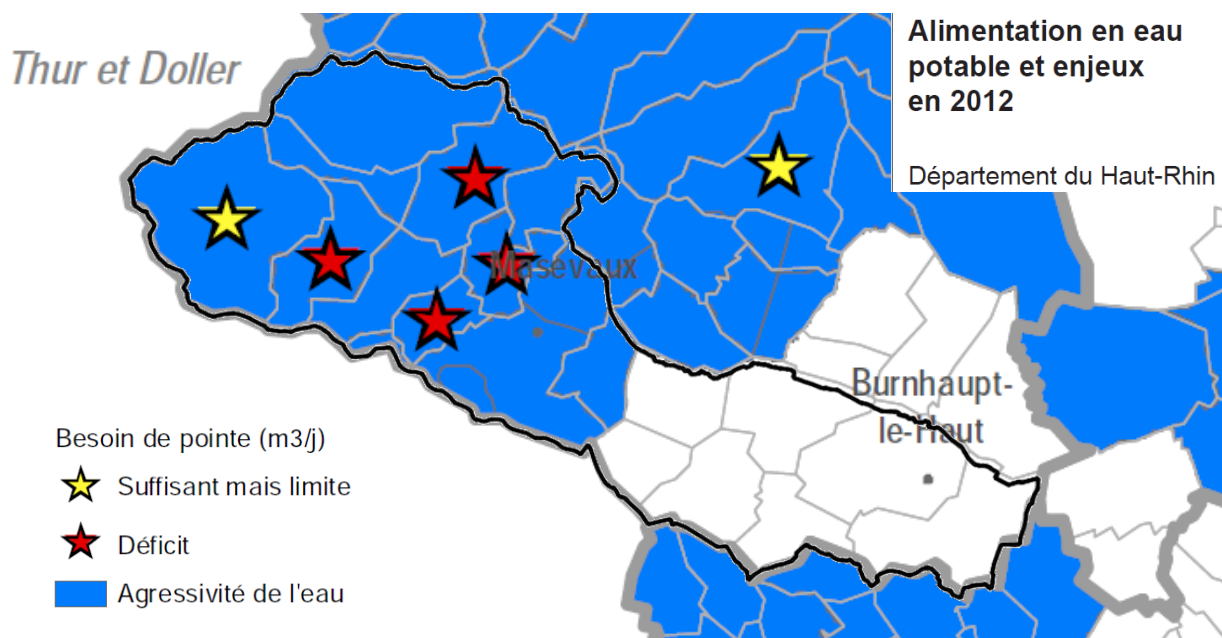 Thur et Doller
Alimentation en eau
potable et enjeux
en 2012
Département du Haut-Rhin
Masevaux
Burnhaupt-
le-Haut
Besoin de pointe (m3/j)
Suffisant mais limite
Déficit
Agressivité de l'eau